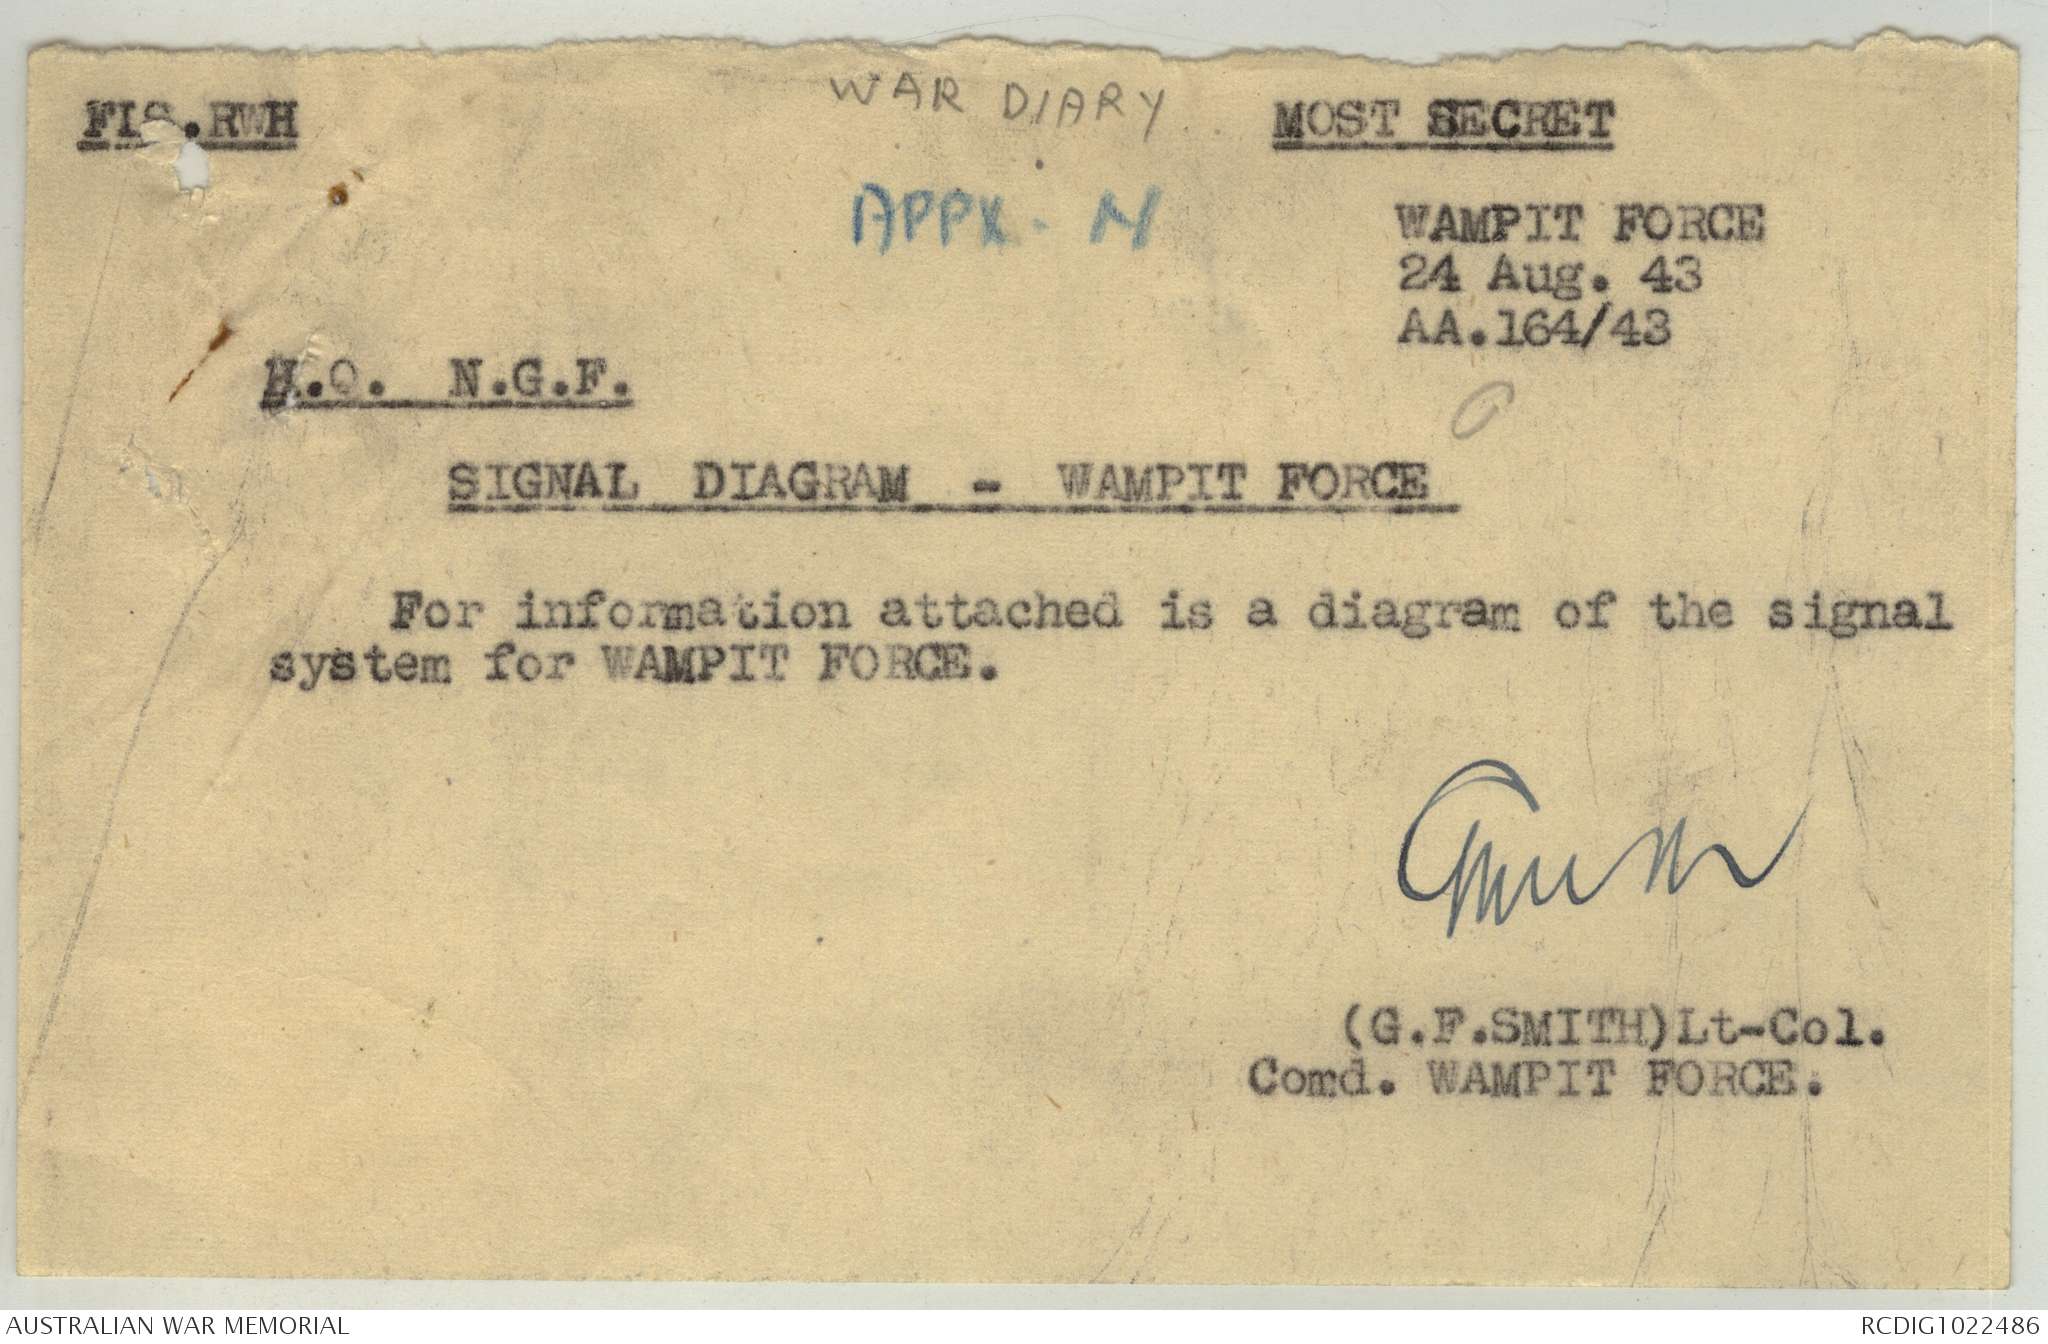 FIS.RWH
WAR DIARY
MOST SECRET
APPX - N
WAMPIT FORCE
24 Aug. 43
AA.164/43
H.Q. N.G.F.
SIGNAL DIAGRAM - WAMPIT FORCE
For information attached is a diagram of the signal
system for WAMPIT FORCE.
(G.F.SMITH)Lt-Col.
Comd. WAMPIT FORCE.
AUSTRALIAN WAR MEMORIAL
RCDIG1022486